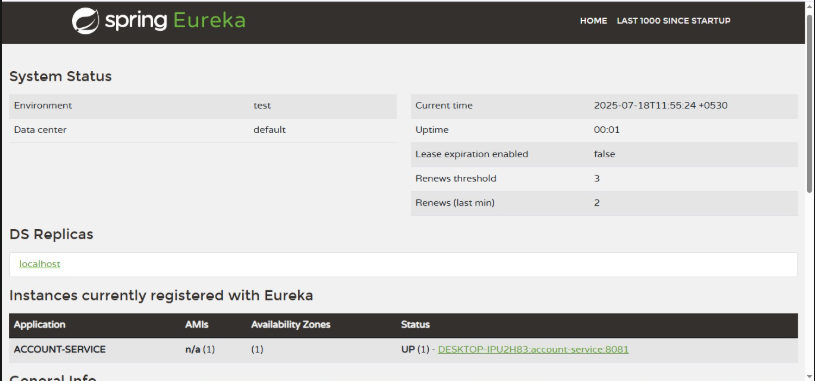 spring Eureka
HOME LAST 1000 SINCE STARTUP
System Status
Environment test
Data center default
Current time 2025-07-18T11:55:24 +0530
Uptime 00:01
Lease expiration enabled false
Renews threshold 3
Renews (last min) 2
DS Replicas
localhost
Instances currently registered with Eureka
Application AMIs Availability Zones Status
ACCOUNT-SERVICE n/a (1) (1) UP (1) - DESKTOP-IPU2H83:account-service:8081
General Info